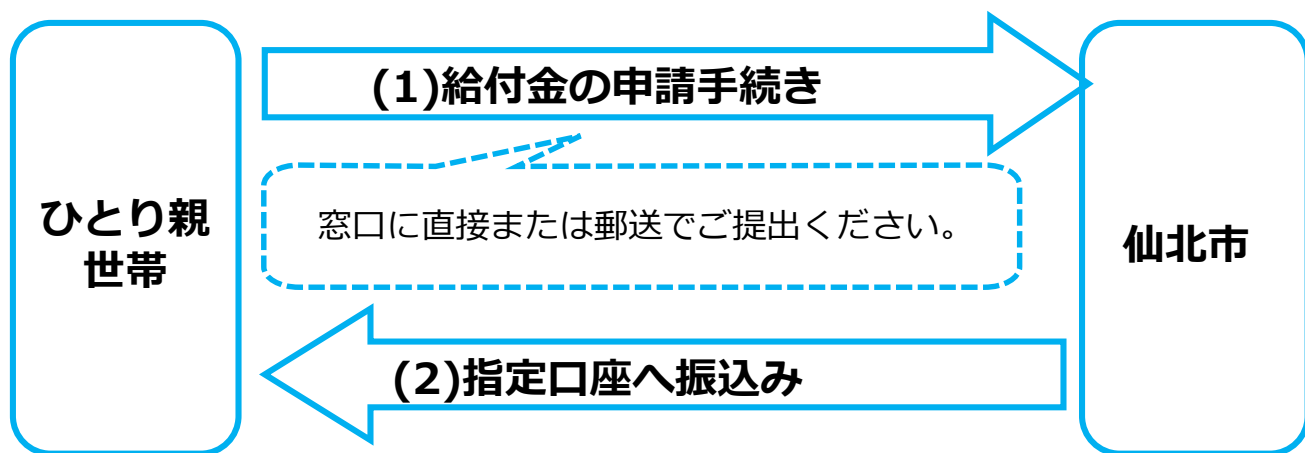 (1)給付金の申請手続き
ひとり親
世帯
窓口に直接または郵送でご提出ください。
仙北市
(2)指定口座へ振込み